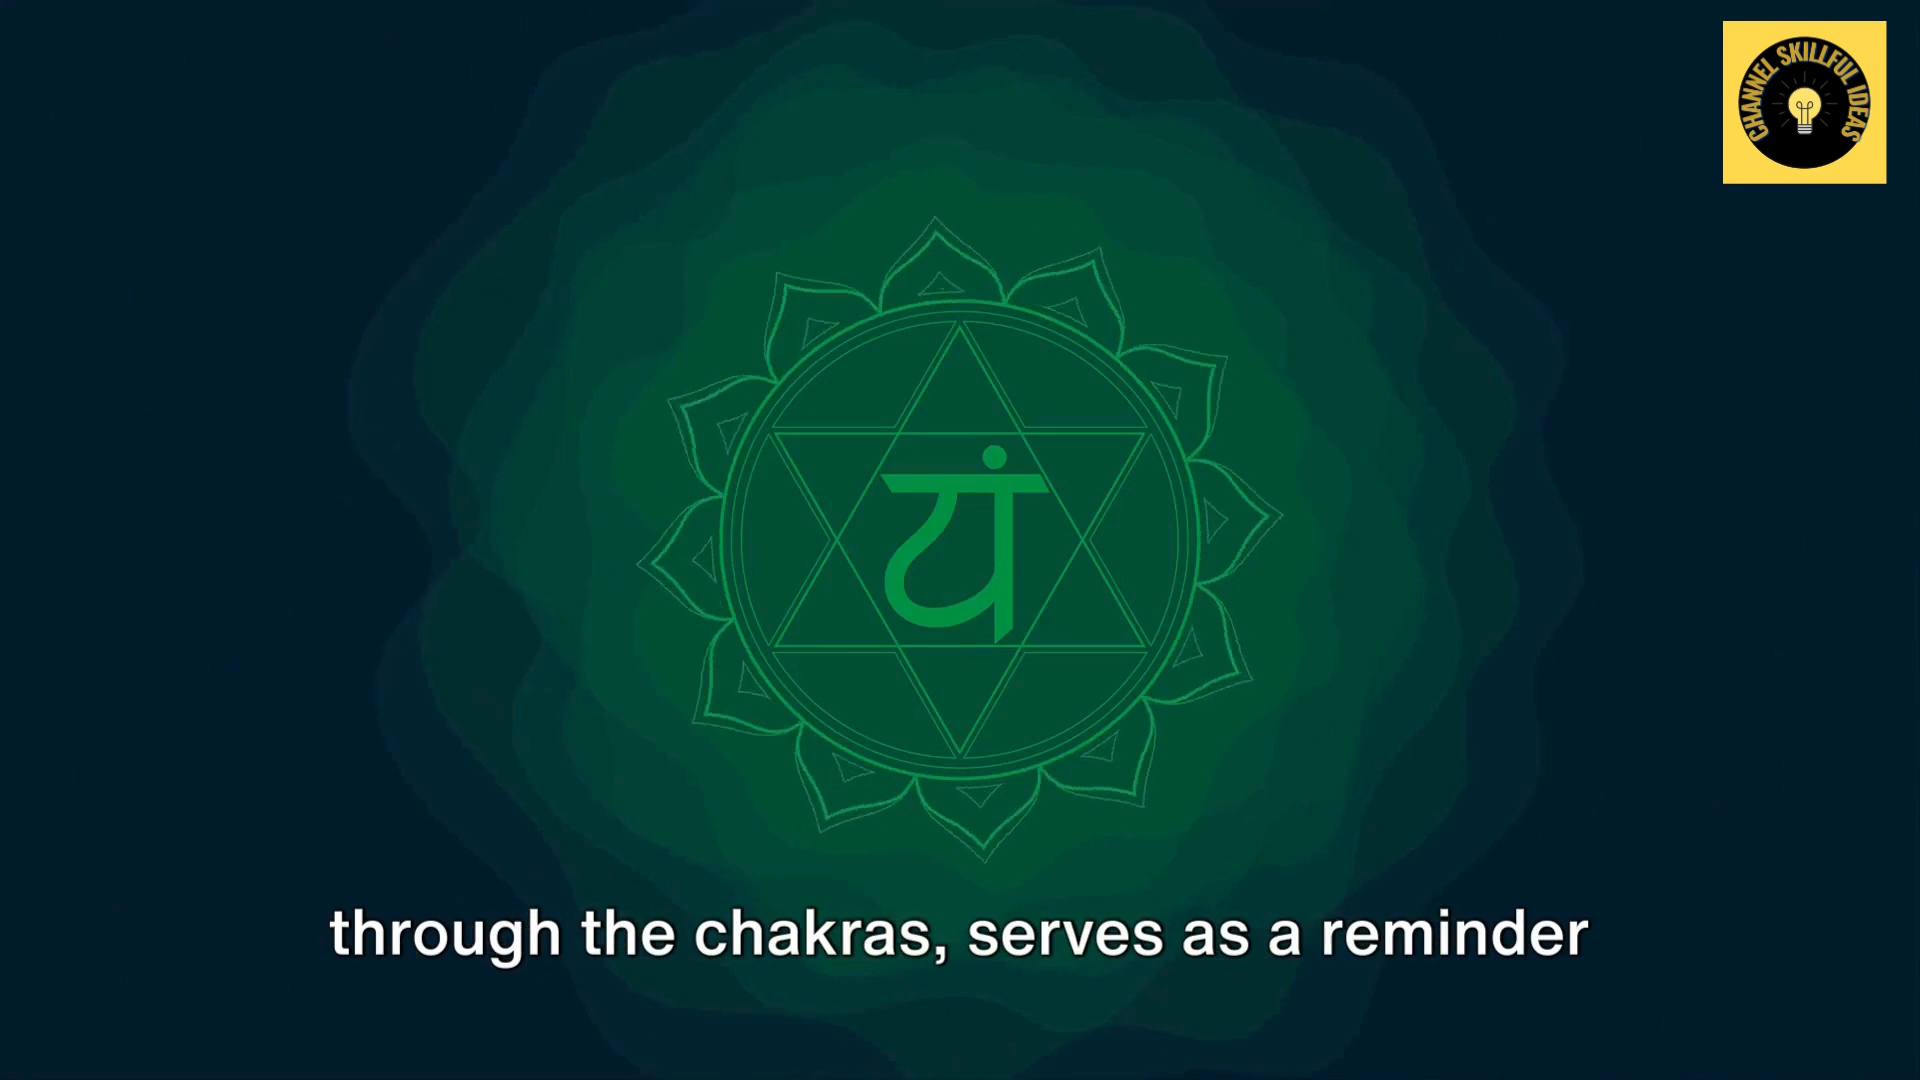 CHANNEL SKILLFUL IDEAS
यं
through the chakras, serves as a reminder